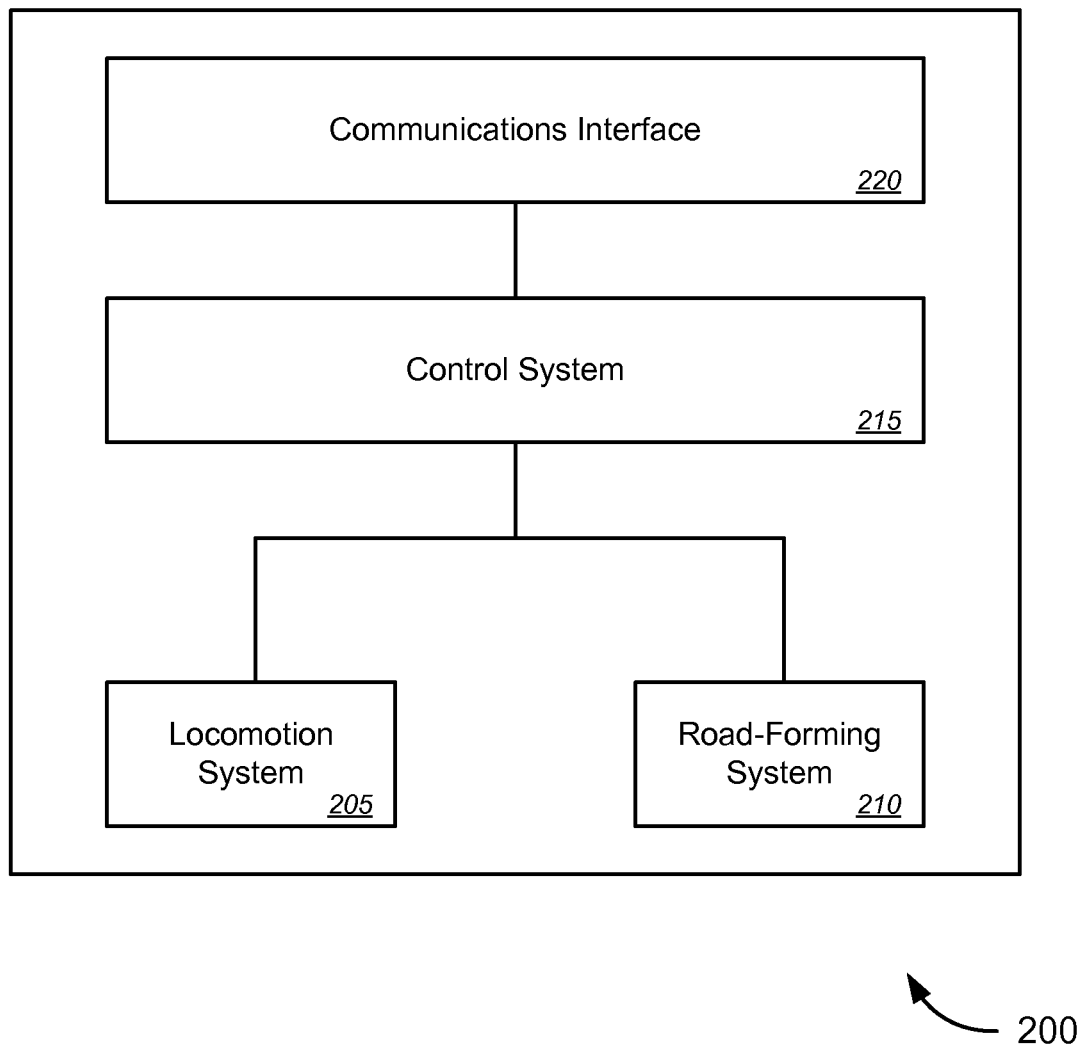 Communications Interface
220
Control System
215
Locomotion
System
205
Road-Forming
System
210
200